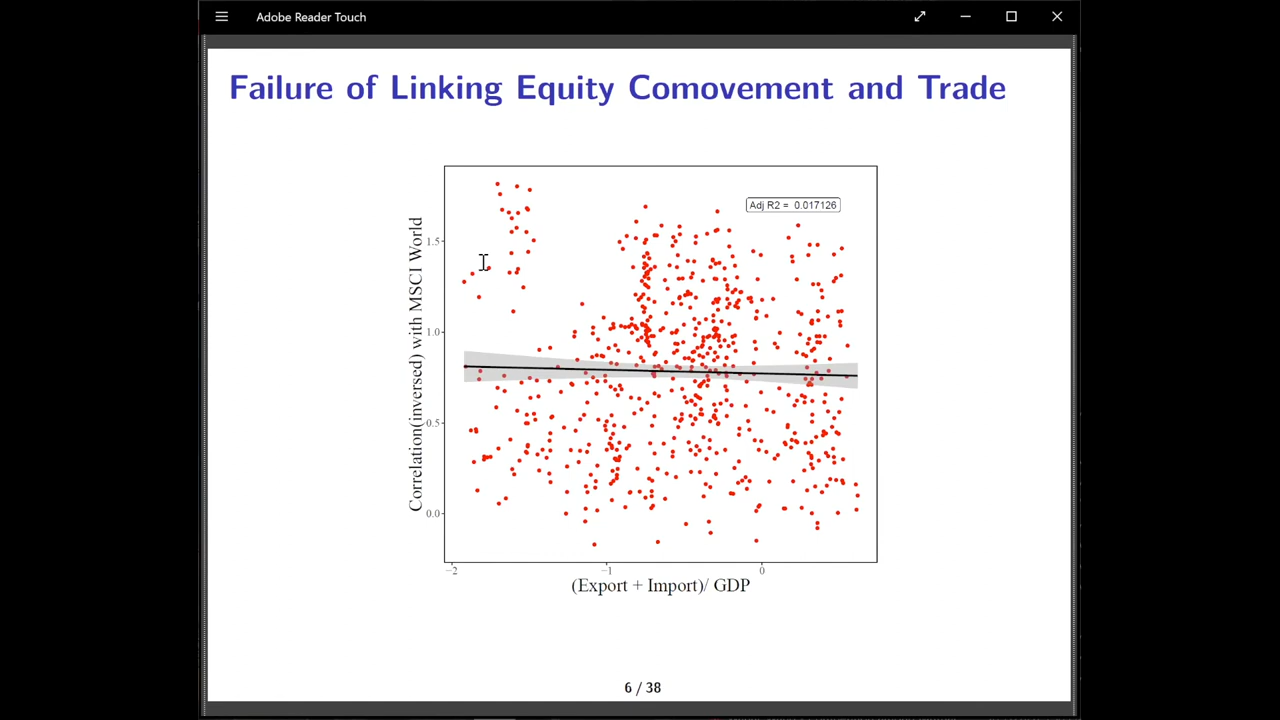 Adobe Reader Touch
Failure of Linking Equity Comovement and Trade
Adj R2 = 0.017126
Correlation(inversed) with MSCI World
1.5
1.0
0.5
0.0
−2
−1
0
(Export + Import)/ GDP
6 / 38